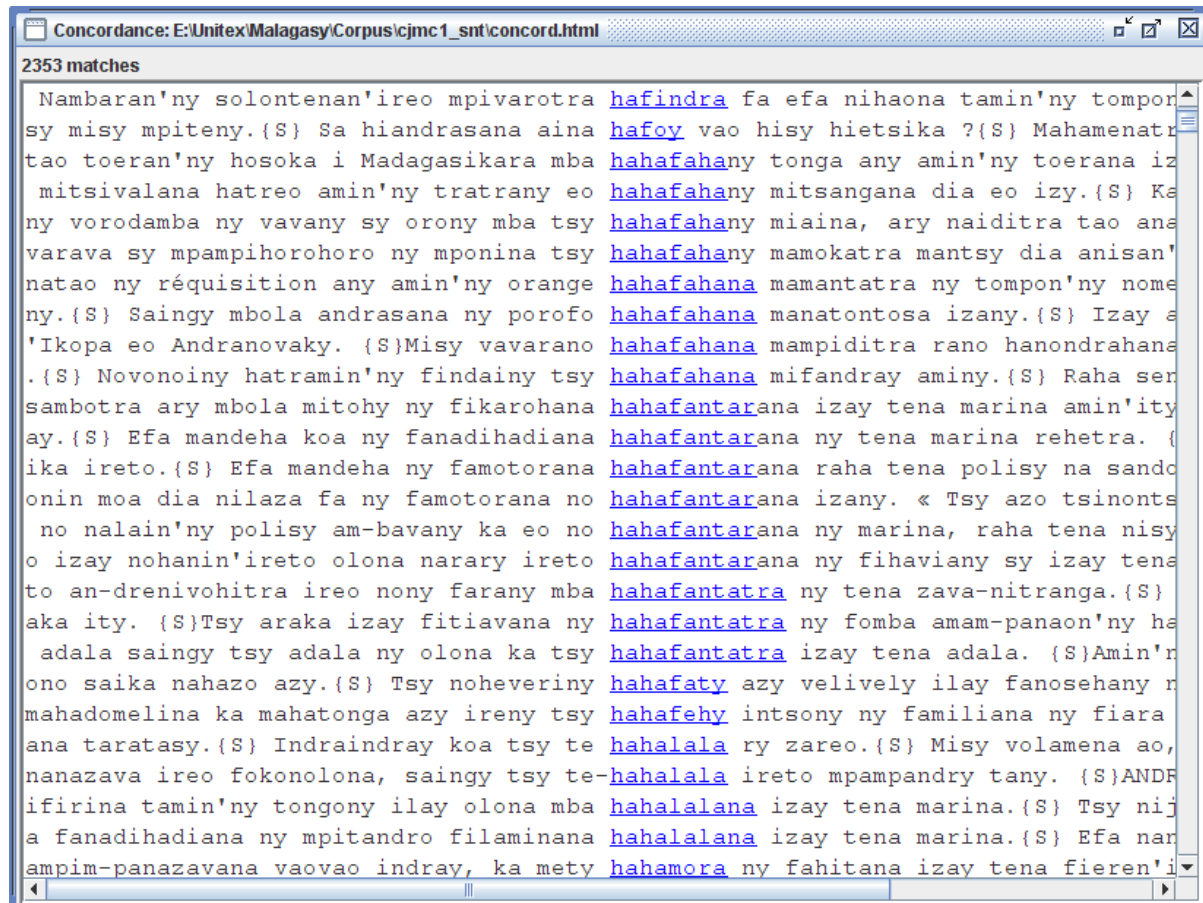 Concordance: E:\Unitex\Malagasy\Corpus\cjmc1_snt\concord.html
2353 matches
Nambaran'ny solontenan'ireo mpivarotra hafindra fa efa nihaona tamin'ny tompon
sy misy mpiteny.{S} Sa hiandrasana aina hafoy vao hisy hietsika ?{S} Mahamenatr
tao toeran'ny hosoka i Madagasikara mba hahafahany tonga any amin'ny toerana iz
mitsivalana hatreo amin'ny tratrany eo hahafahany mitsangana dia eo izy.{S} Ka
ny vorodamba ny vavany sy orony mba tsy hahafahany miaina, ary naiditra tao ana
varava sy mpampihorohoro ny mponina tsy hahafahany mamokatra mantsy dia anisan'
natao ny réquisition any amin'ny orange hahafahana mamantatra ny tompon'ny nome
ny.{S} Saingy mbola andrasana ny porofo hahafahana manatontosa izany.{S} Izay a
'Ikopa eo Andranovaky. {S}Misy vavarano hahafahana mampiditra rano hanondrahana
.{S} Novonoiny hatramin'ny findainy tsy hahafahana mifandray aminy.{S} Raha sen
sambotra ary mbola mitohy ny fikarohana hahafantarana izay tena marina amin'ity
ay.{S} Efa mandeha koa ny fanadihadiana hahafantarana ny tena marina rehetra. {
ika ireto.{S} Efa mandeha ny famotorana hahafantarana raha tena polisy na sando
onin moa dia nilaza fa ny famotorana no hahafantarana izany. « Tsy azo tsinonts
no nalain'ny polisy am-bavany ka eo no hahafantarana ny marina, raha tena nisy
o izay nohanin'ireto olona narary ireto hahafantarana ny fihaviany sy izay tena
to an-drenivohitra ireo nony farany mba hahafantatra ny tena zava-nitranga.{S}
aka ity. {S}Tsy araka izay fitiavana ny hahafantatra ny fomba amam-panaon'ny ha
adala saingy tsy adala ny olona ka tsy hahafantatra izay tena adala. {S}Amin'n
ono saika nahazo azy.{S} Tsy noheveriny hahafaty azy velively ilay fanosehany n
mahadomelina ka mahatonga azy ireny tsy hahafehy intsony ny familiana ny fiara
ana taratasy.{S} Indraindray koa tsy te hahalala ry zareo.{S} Misy volamena ao,
nanazava ireo fokonolona, saingy tsy te-hahalala ireto mpampandry tany. {S}ANDR
ifirina tamin'ny tongony ilay olona mba hahalalana izay tena marina.{S} Tsy nij
a fanadihadiana ny mpitandro filaminana hahalalana izay tena marina.{S} Efa nan
ampim-panazavana vaovao indray, ka mety hahamora ny fahitana izay tena fieren'i